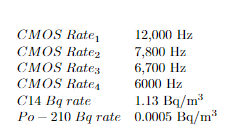 CMOS Rate₁ 12,000 Hz
CMOS Rate₂ 7,800 Hz
CMOS Rate₃ 6,700 Hz
CMOS Rate₄ 6000 Hz
C14 Bq rate 1.13 Bq/m³
Po − 210 Bq rate 0.0005 Bq/m³